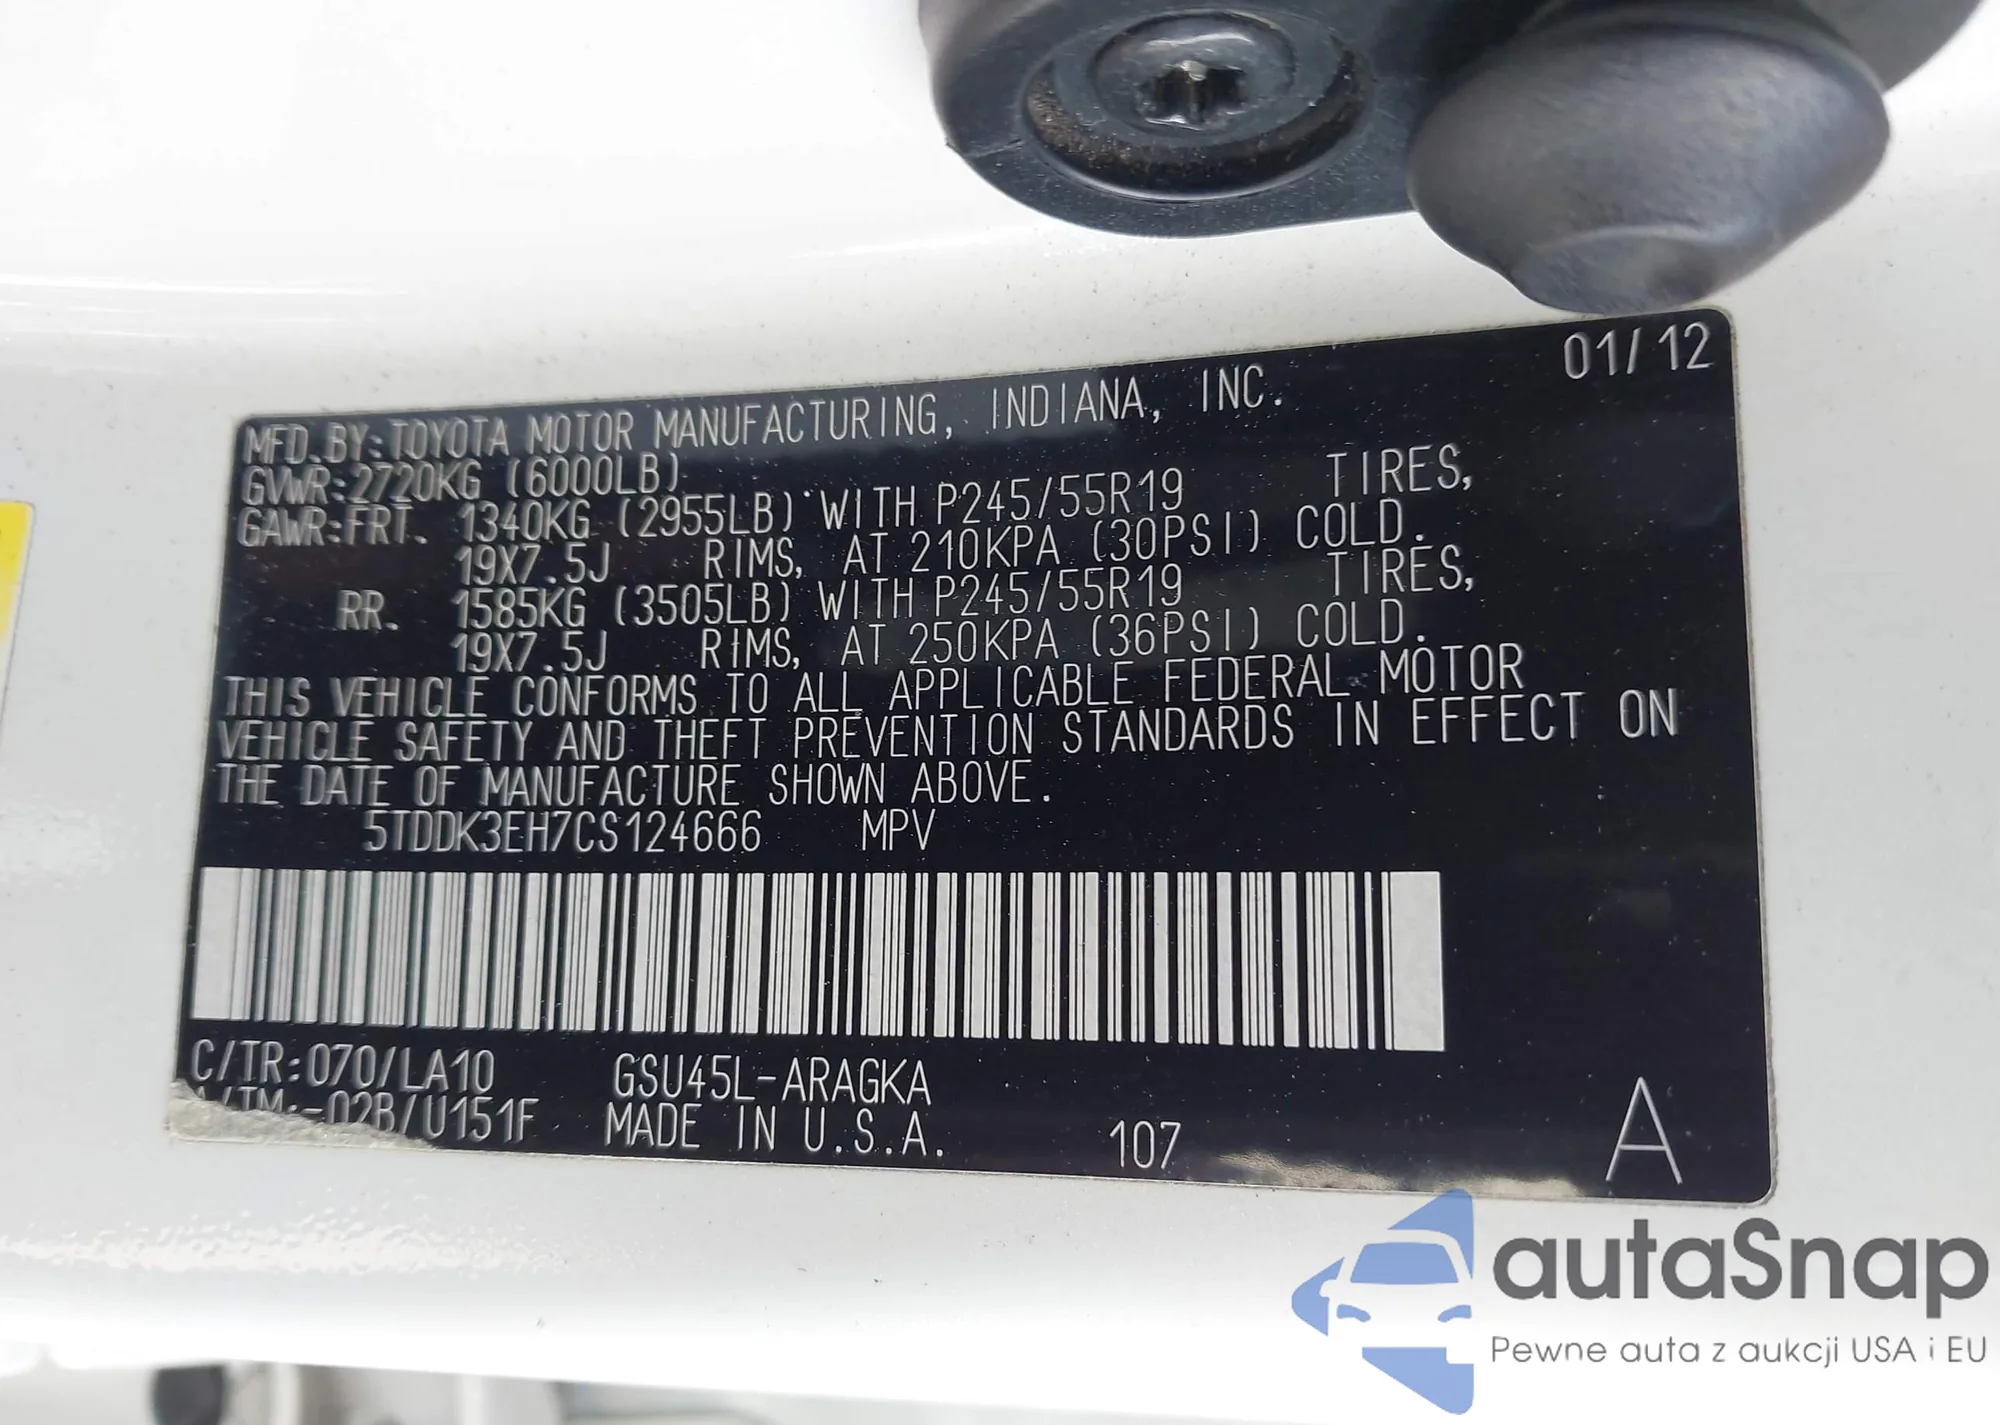 01/12
MFD.BY:TOYOTA MOTOR MANUFACTURING, INDIANA, INC.
GVWR:2720KG (6000LB)
GAWR:FRT. 1340KG (2955LB) WITH P245/55R19 TIRES,
19X7.5J RIMS, AT 210KPA (30PSI) COLD.
RR. 1585KG (3505LB) WITH P245/55R19 TIRES,
19X7.5J RIMS, AT 250KPA (36PSI) COLD.
THIS VEHICLE CONFORMS TO ALL APPLICABLE FEDERAL MOTOR
VEHICLE SAFETY AND THEFT PREVENTION STANDARDS IN EFFECT ON
THE DATE OF MANUFACTURE SHOWN ABOVE.
5TDDK3EH7CS124666 MPV
C/TR:070/LA10 GSU45L-ARAGKA
/TM:-02B/U151F MADE IN U.S.A. 107 A
autaSnap
Pewne auta z aukcji USA i EU